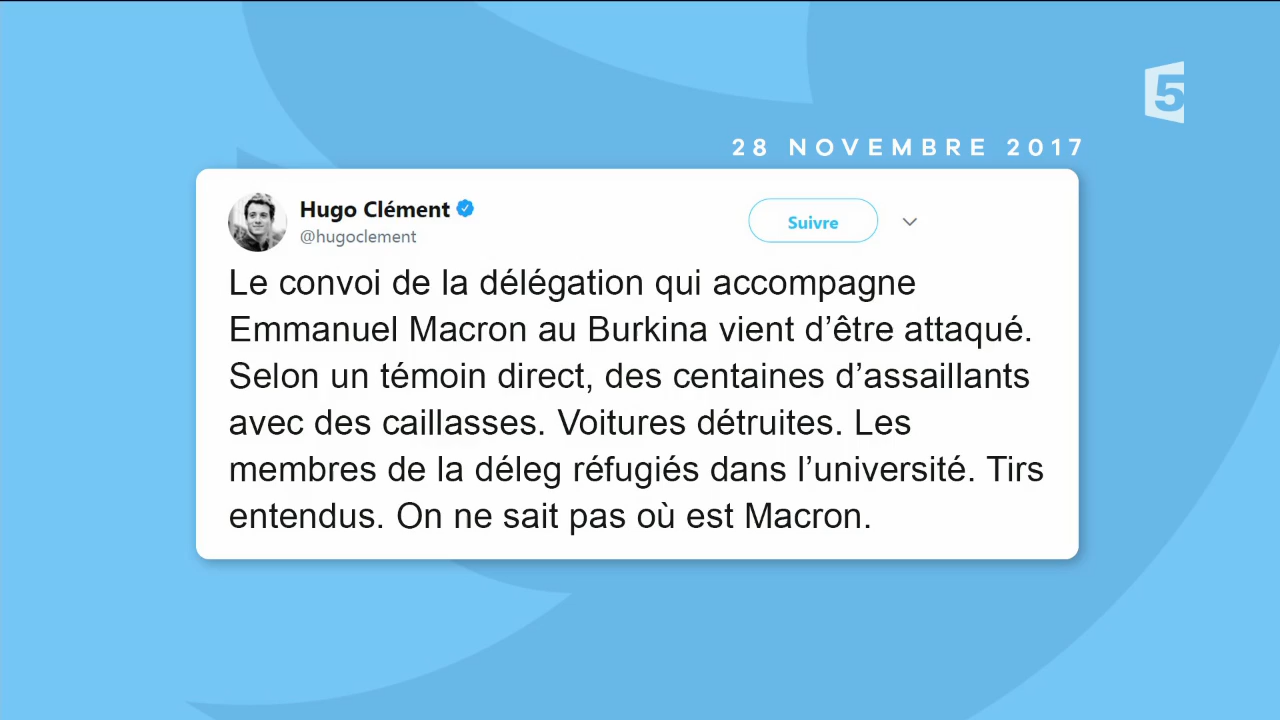 5
28 NOVEMBRE 2017
Hugo Clément
@hugoclement
Suivre
Le convoi de la délégation qui accompagne
Emmanuel Macron au Burkina vient d’être attaqué.
Selon un témoin direct, des centaines d’assaillants
avec des caillasses. Voitures détruites. Les
membres de la déleg réfugiés dans l’université. Tirs
entendus. On ne sait pas où est Macron.